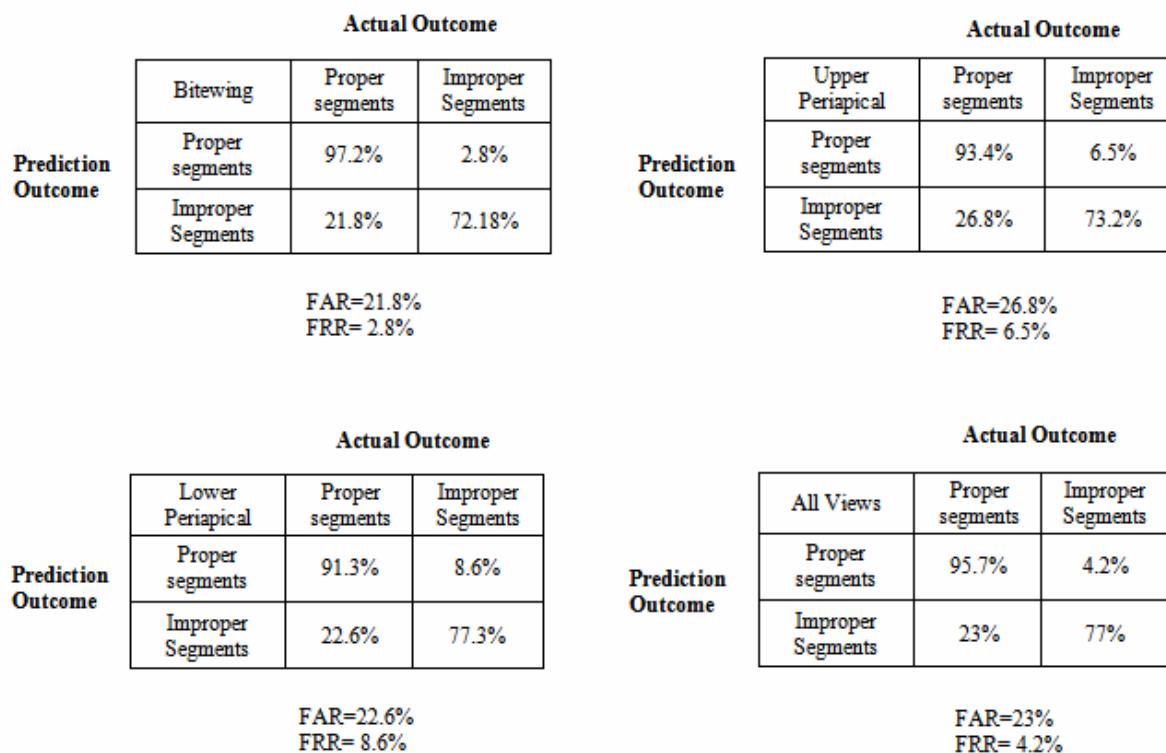 Actual Outcome
Bitewing
Proper
segments
Improper
Segments
Prediction
Outcome
Proper
segments
97.2%
2.8%
Improper
Segments
21.8%
72.18%
FAR=21.8%
FRR= 2.8%
Actual Outcome
Upper
Periapical
Proper
segments
Improper
Segments
Prediction
Outcome
Proper
segments
93.4%
6.5%
Improper
Segments
26.8%
73.2%
FAR=26.8%
FRR= 6.5%
Actual Outcome
Lower
Periapical
Proper
segments
Improper
Segments
Prediction
Outcome
Proper
segments
91.3%
8.6%
Improper
Segments
22.6%
77.3%
FAR=22.6%
FRR= 8.6%
Actual Outcome
All Views
Proper
segments
Improper
Segments
Prediction
Outcome
Proper
segments
95.7%
4.2%
Improper
Segments
23%
77%
FAR=23%
FRR= 4.2%